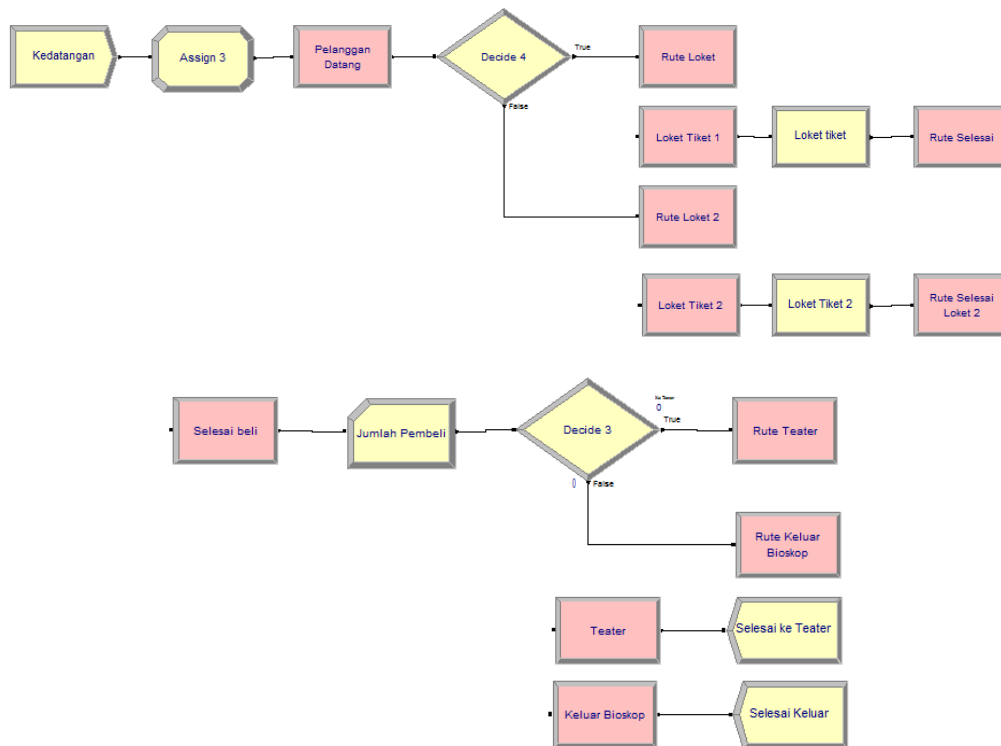 Kedatangan
Assign 3
Pelanggan
Datang
Decide 4
True
False
Rute Loket
Loket Tiket 1
Loket tiket
Rute Selesai
Rute Loket 2
Loket Tiket 2
Loket Tiket 2
Rute Selesai
Loket 2
Selesai beli
Jumlah Pembeli
Decide 3
0
True
0
False
Rute Teater
Rute Keluar
Bioskop
Teater
Selesai ke Teater
Keluar Bioskop
Selesai Keluar